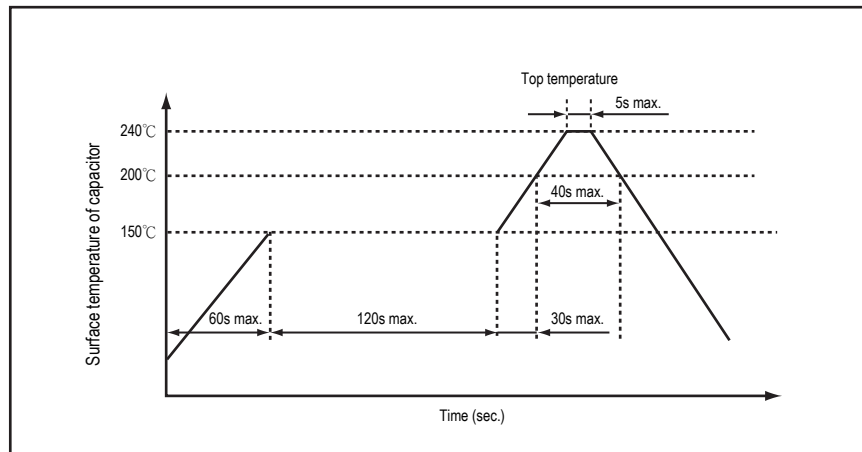 Top temperature
5s max.
240℃
200℃
40s max.
150℃
60s max.
120s max.
30s max.
Surface temperature of capacitor
Time (sec.)